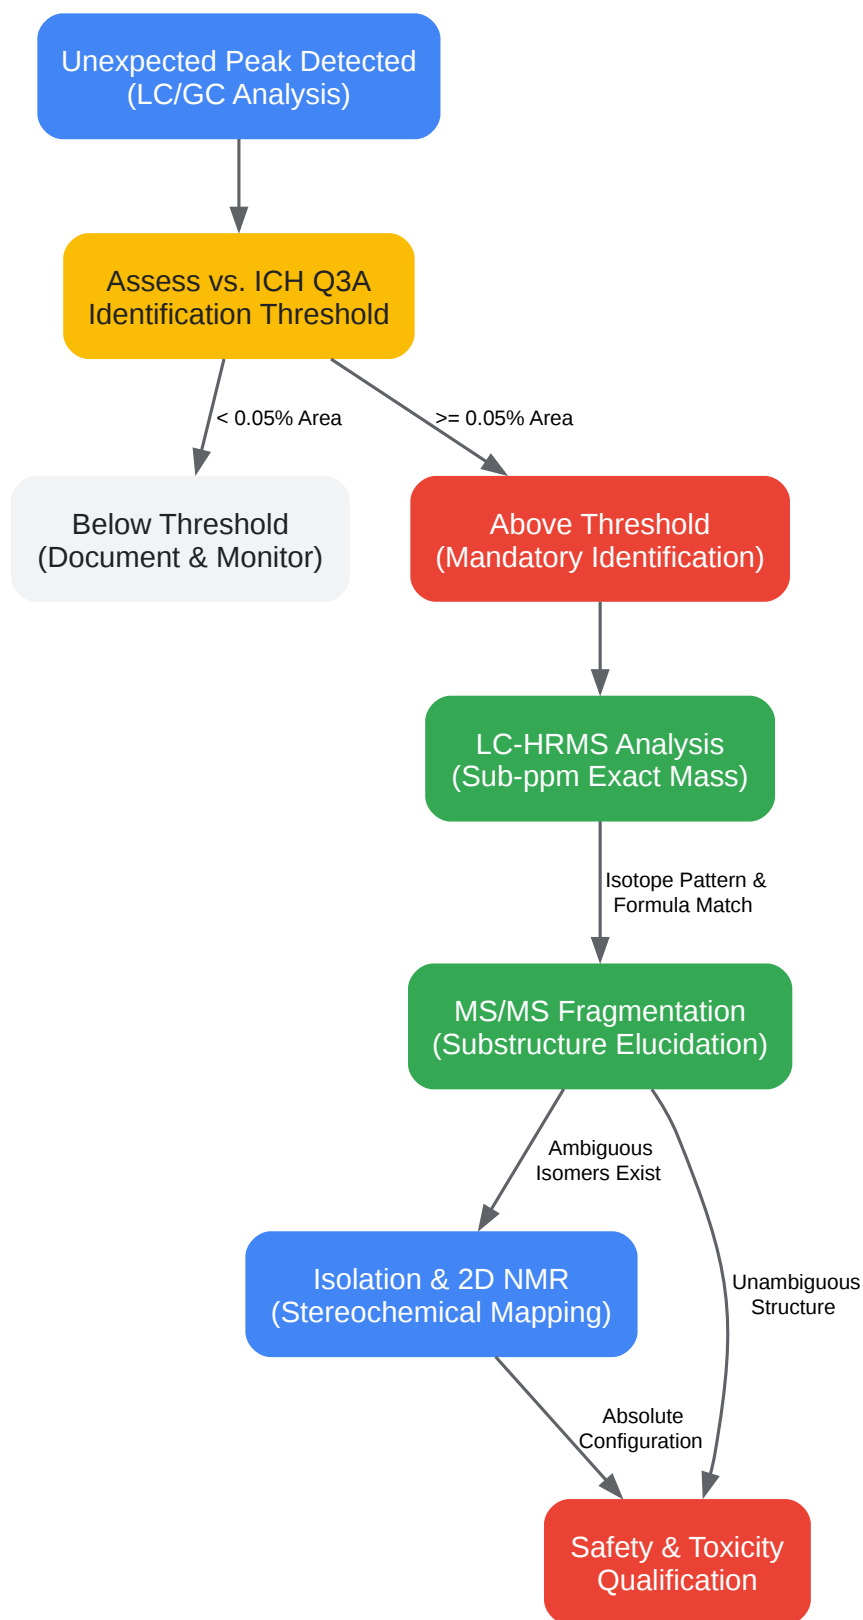 Unexpected Peak Detected
(LC/GC Analysis)
Assess vs. ICH Q3A
Identification Threshold
< 0.05% Area
>= 0.05% Area
Below Threshold
(Document & Monitor)
Above Threshold
(Mandatory Identification)
LC-HRMS Analysis
(Sub-ppm Exact Mass)
Isotope Pattern &
Formula Match
MS/MS Fragmentation
(Substructure Elucidation)
Ambiguous
Isomers Exist
Isolation & 2D NMR
(Stereochemical Mapping)
Unambiguous
Structure
Absolute
Configuration
Safety & Toxicity
Qualification